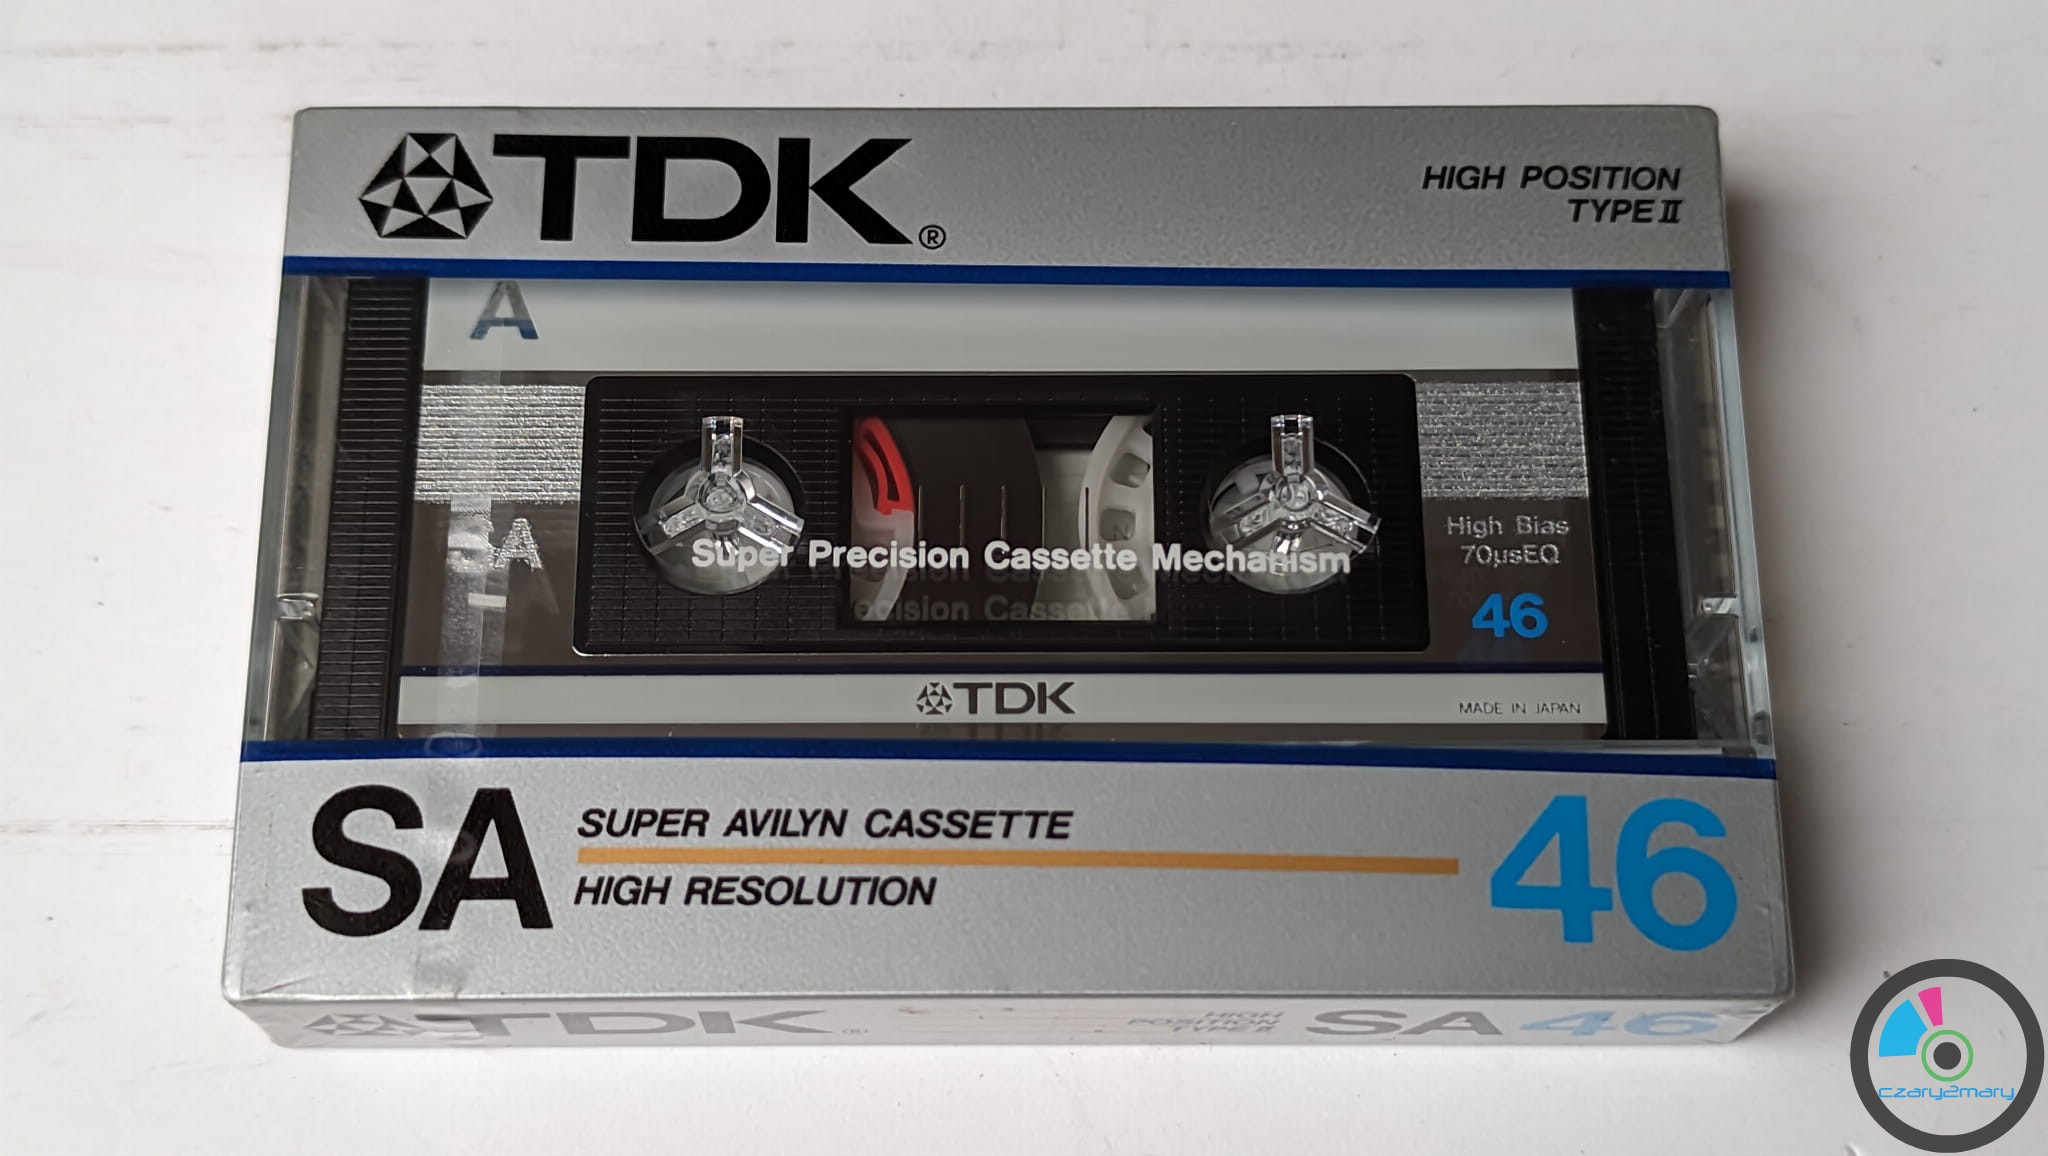 TDK®
HIGH POSITION
TYPE II
A
SA
High Bias
70µsEQ
46
Super Precision Cassette Mechanism
TDK
MADE IN JAPAN
SA
SUPER AVILYN CASSETTE
HIGH RESOLUTION
46
TDK®
HIGH
POSITION
TYPE II
SA 46
czary2mary